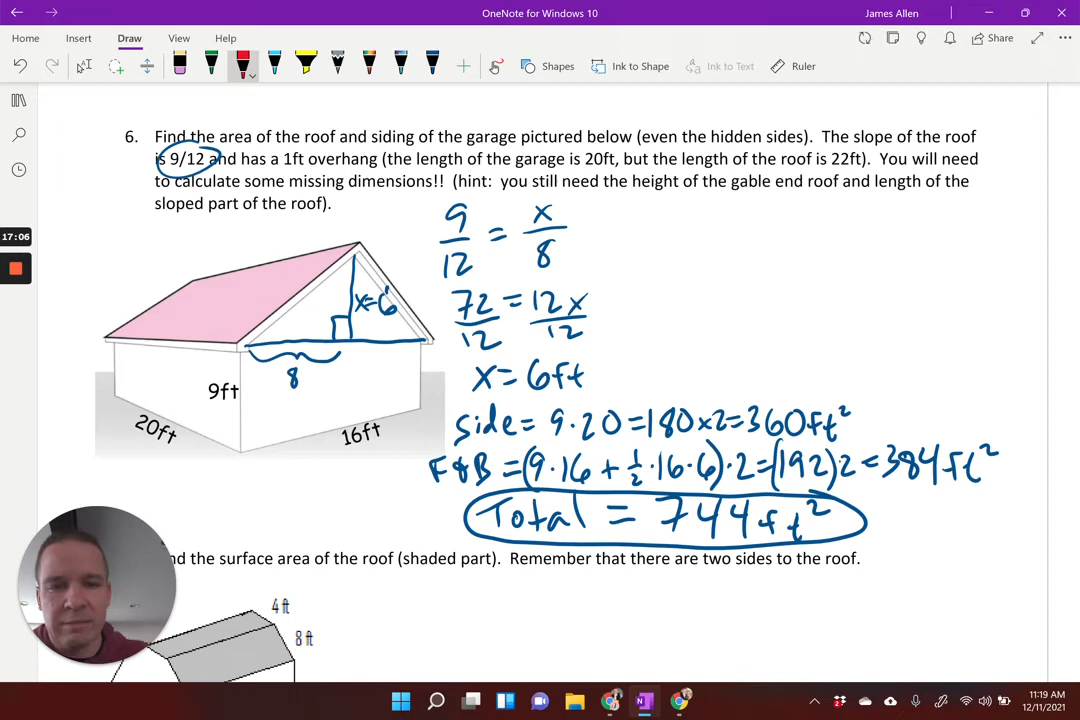 OneNote for Windows 10
James Allen
Home Insert Draw View Help
Share
Shapes
Ink to Shape
Ink to Text
Ruler
6. Find the area of the roof and siding of the garage pictured below (even the hidden sides). The slope of the roof
is 9/12 and has a 1ft overhang (the length of the garage is 20ft, but the length of the roof is 22ft). You will need
to calculate some missing dimensions!! (hint: you still need the height of the gable end roof and length of the
sloped part of the roof).
17:06
9/12 = x/8
x=6
72/12 = 12x/12
8
x = 6ft
9ft
20ft
16ft
Side = 9·20 = 180 x 2 = 360ft²
F & B = (9·16 + 1/2·16·6)·2 = (192)2 = 384ft²
Total = 744ft²
nd the surface area of the roof (shaded part). Remember that there are two sides to the roof.
4 ft
8 ft
11:19 AM
12/11/2021